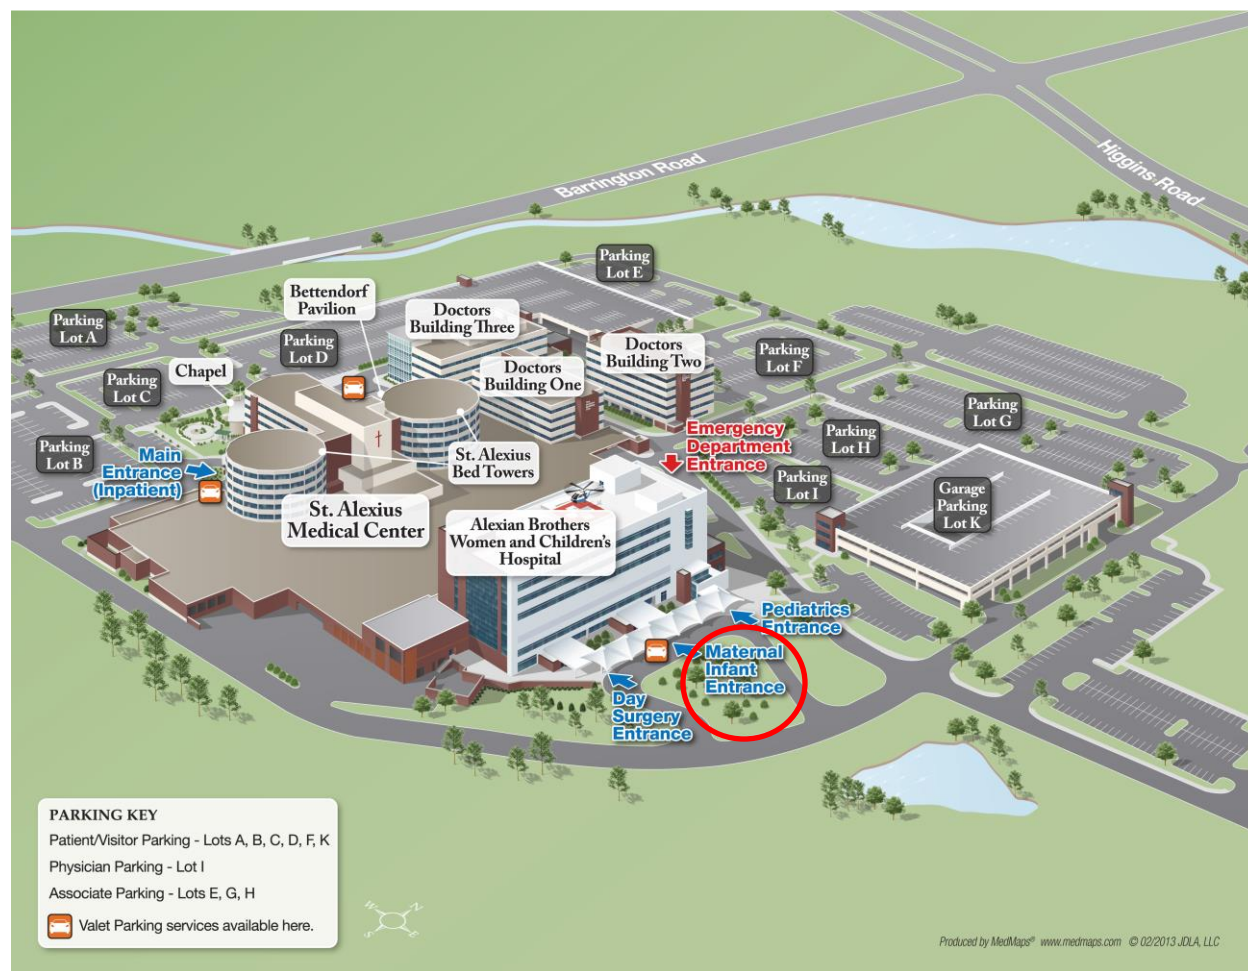 Barrington Road
Higgins Road
Parking
Lot E
Bettendorf
Pavilion
Doctors
Building Three
Parking
Lot A
Parking
Lot D
Doctors
Building Two
Parking
Lot F
Chapel
Parking
Lot C
Doctors
Building One
Parking
Lot G
Parking
Lot B
Main
Entrance
(Inpatient)
St. Alexius
Bed Towers
Emergency
Department
Entrance
Parking
Lot H
Parking
Lot I
Garage
Parking
Lot K
St. Alexius
Medical Center
Alexian Brothers
Women and Children's
Hospital
Pediatrics
Entrance
Maternal
Infant
Entrance
Day
Surgery
Entrance
PARKING KEY
Patient/Visitor Parking - Lots A, B, C, D, F, K
Physician Parking - Lot I
Associate Parking - Lots E, G, H
Valet Parking services available here.
W N
S E
Produced by MedMaps® www.medmaps.com © 02/2013 JDLA, LLC